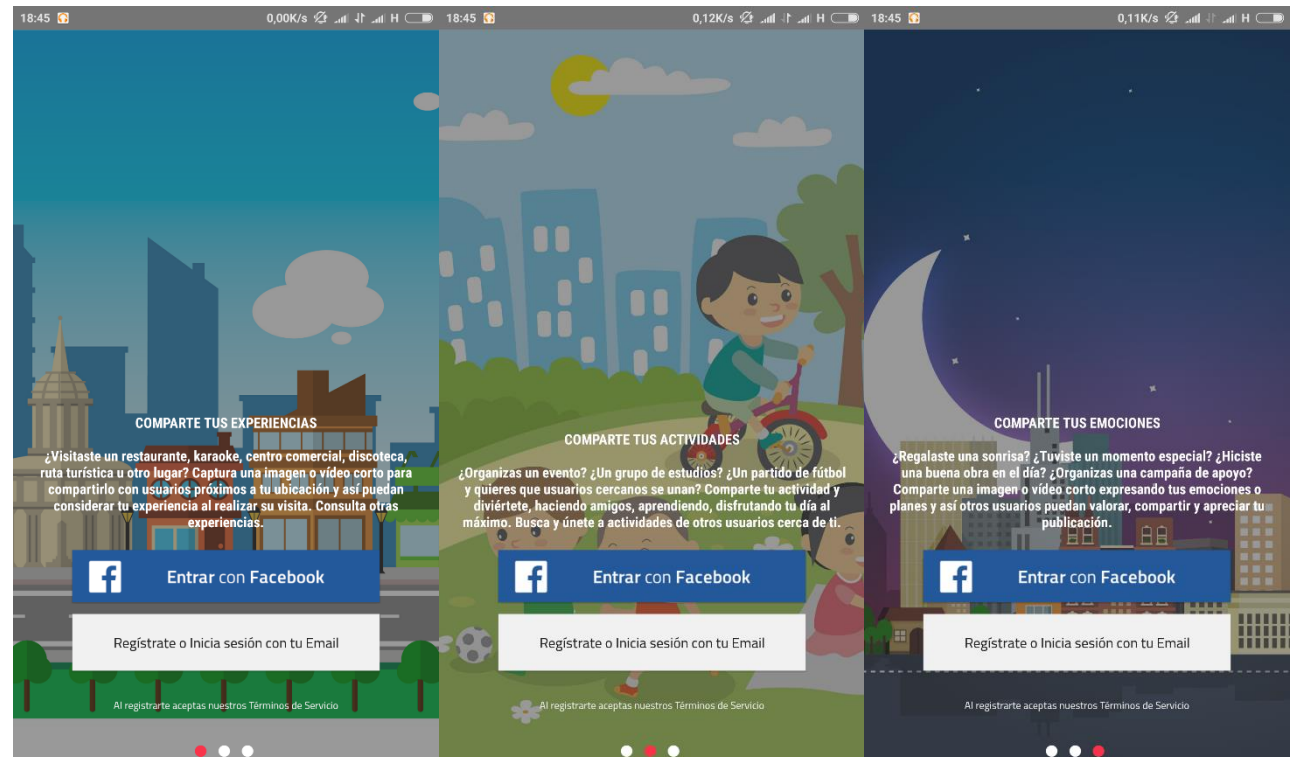 18:45
0,00K/s
H
COMPARTE TUS EXPERIENCIAS
¿Visitaste un restaurante, karaoke, centro comercial, discoteca,
ruta turística u otro lugar? Captura una imagen o vídeo corto para
compartirlo con usuarios próximos a tu ubicación y así puedan
considerar tu experiencia al realizar su visita. Consulta otras
experiencias.
Entrar con Facebook
Regístrate o Inicia sesión con tu Email
Al registrarte aceptas nuestros Términos de Servicio
18:45
0,12K/s
H
COMPARTE TUS ACTIVIDADES
¿Organizas un evento? ¿Un grupo de estudios? ¿Un partido de fútbol
y quieres que usuarios cercanos se unan? Comparte tu actividad y
diviértete, haciendo amigos, aprendiendo, disfrutando tu día al
máximo. Busca y únete a actividades de otros usuarios cerca de ti.
Entrar con Facebook
Regístrate o Inicia sesión con tu Email
Al registrarte aceptas nuestros Términos de Servicio
18:45
0,11K/s
H
COMPARTE TUS EMOCIONES
¿Regalaste una sonrisa? ¿Tuviste un momento especial? ¿Hiciste
una buena obra en el día? ¿Organizas una campaña de apoyo?
Comparte una imagen o vídeo corto expresando tus emociones o
planes y así otros usuarios puedan valorar, compartir y apreciar tu
publicación.
Entrar con Facebook
Regístrate o Inicia sesión con tu Email
Al registrarte aceptas nuestros Términos de Servicio